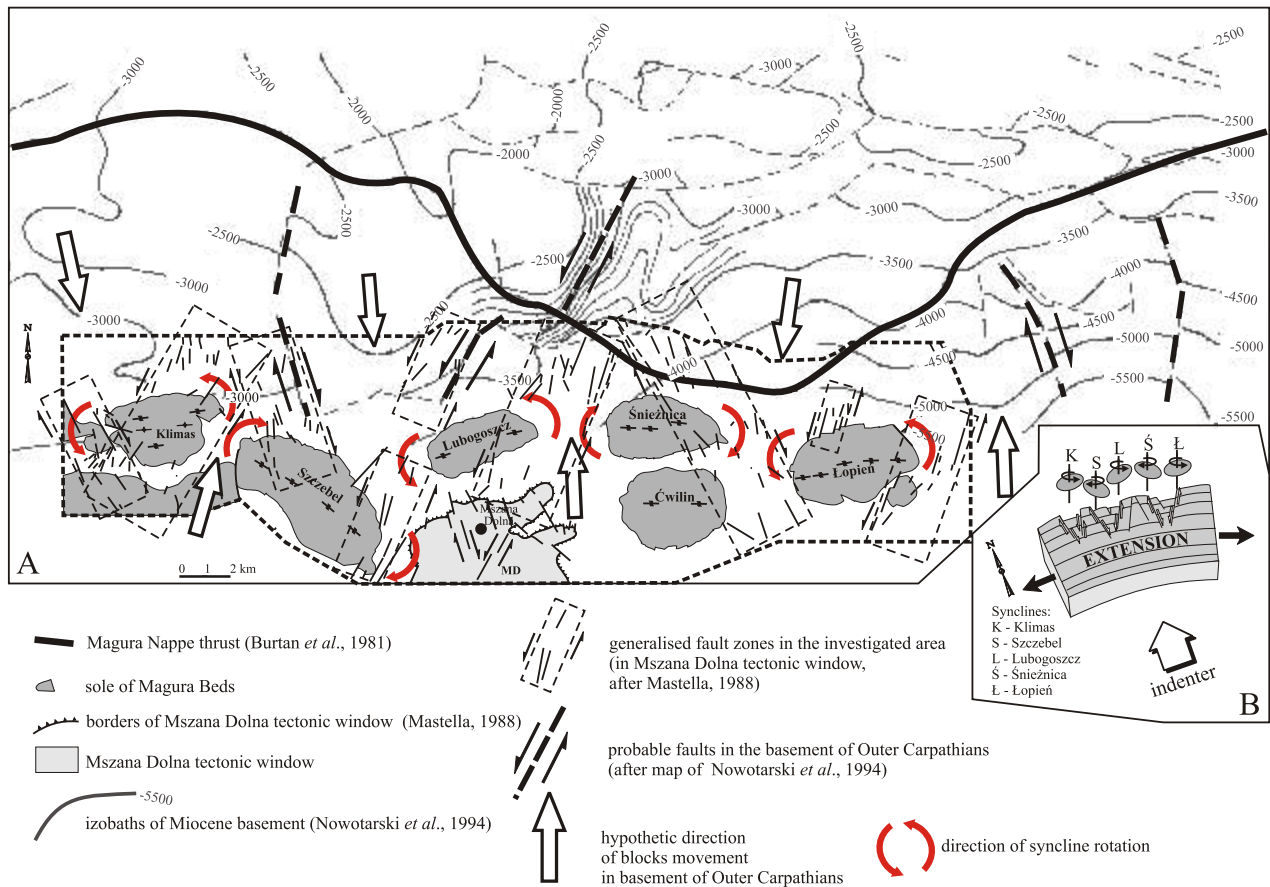 -2500
-2500
-2500
-3000
-2500
-3000
-2500
-2000
-2000
-2500
-2500
-2500
-2000
-2500
-2500
-3000
-3000
-3500
-2500
-3000
-3000
-2500
-3500
-2500
-3500
-4000
-3000
-4500
-3000
-2500
-2500
-4000
-4500
-5000
-4500
-3500
-4000
-5500
-3000
-5000
-5500
-5500
N
Klimas
Szczebel
Lubogoszcz
Śnieżnica
Ćwilin
Łopień
Mszana
Dolna
MD
A
0 1 2 km
K S L Ś Ł
EXTENSION
N
Synclines:
K - Klimas
S - Szczebel
L - Lubogoszcz
Ś - Śnieżnica
Ł - Łopień
indenter
B
Magura Nappe thrust (Burtan et al., 1981)
sole of Magura Beds
borders of Mszana Dolna tectonic window (Mastella, 1988)
Mszana Dolna tectonic window
-5500
izobaths of Miocene basement (Nowotarski et al., 1994)
generalised fault zones in the investigated area
(in Mszana Dolna tectonic window,
after Mastella, 1988)
probable faults in the basement of Outer Carpathians
(after map of Nowotarski et al., 1994)
hypothetic direction
of blocks movement
in basement of Outer Carpathians
direction of syncline rotation